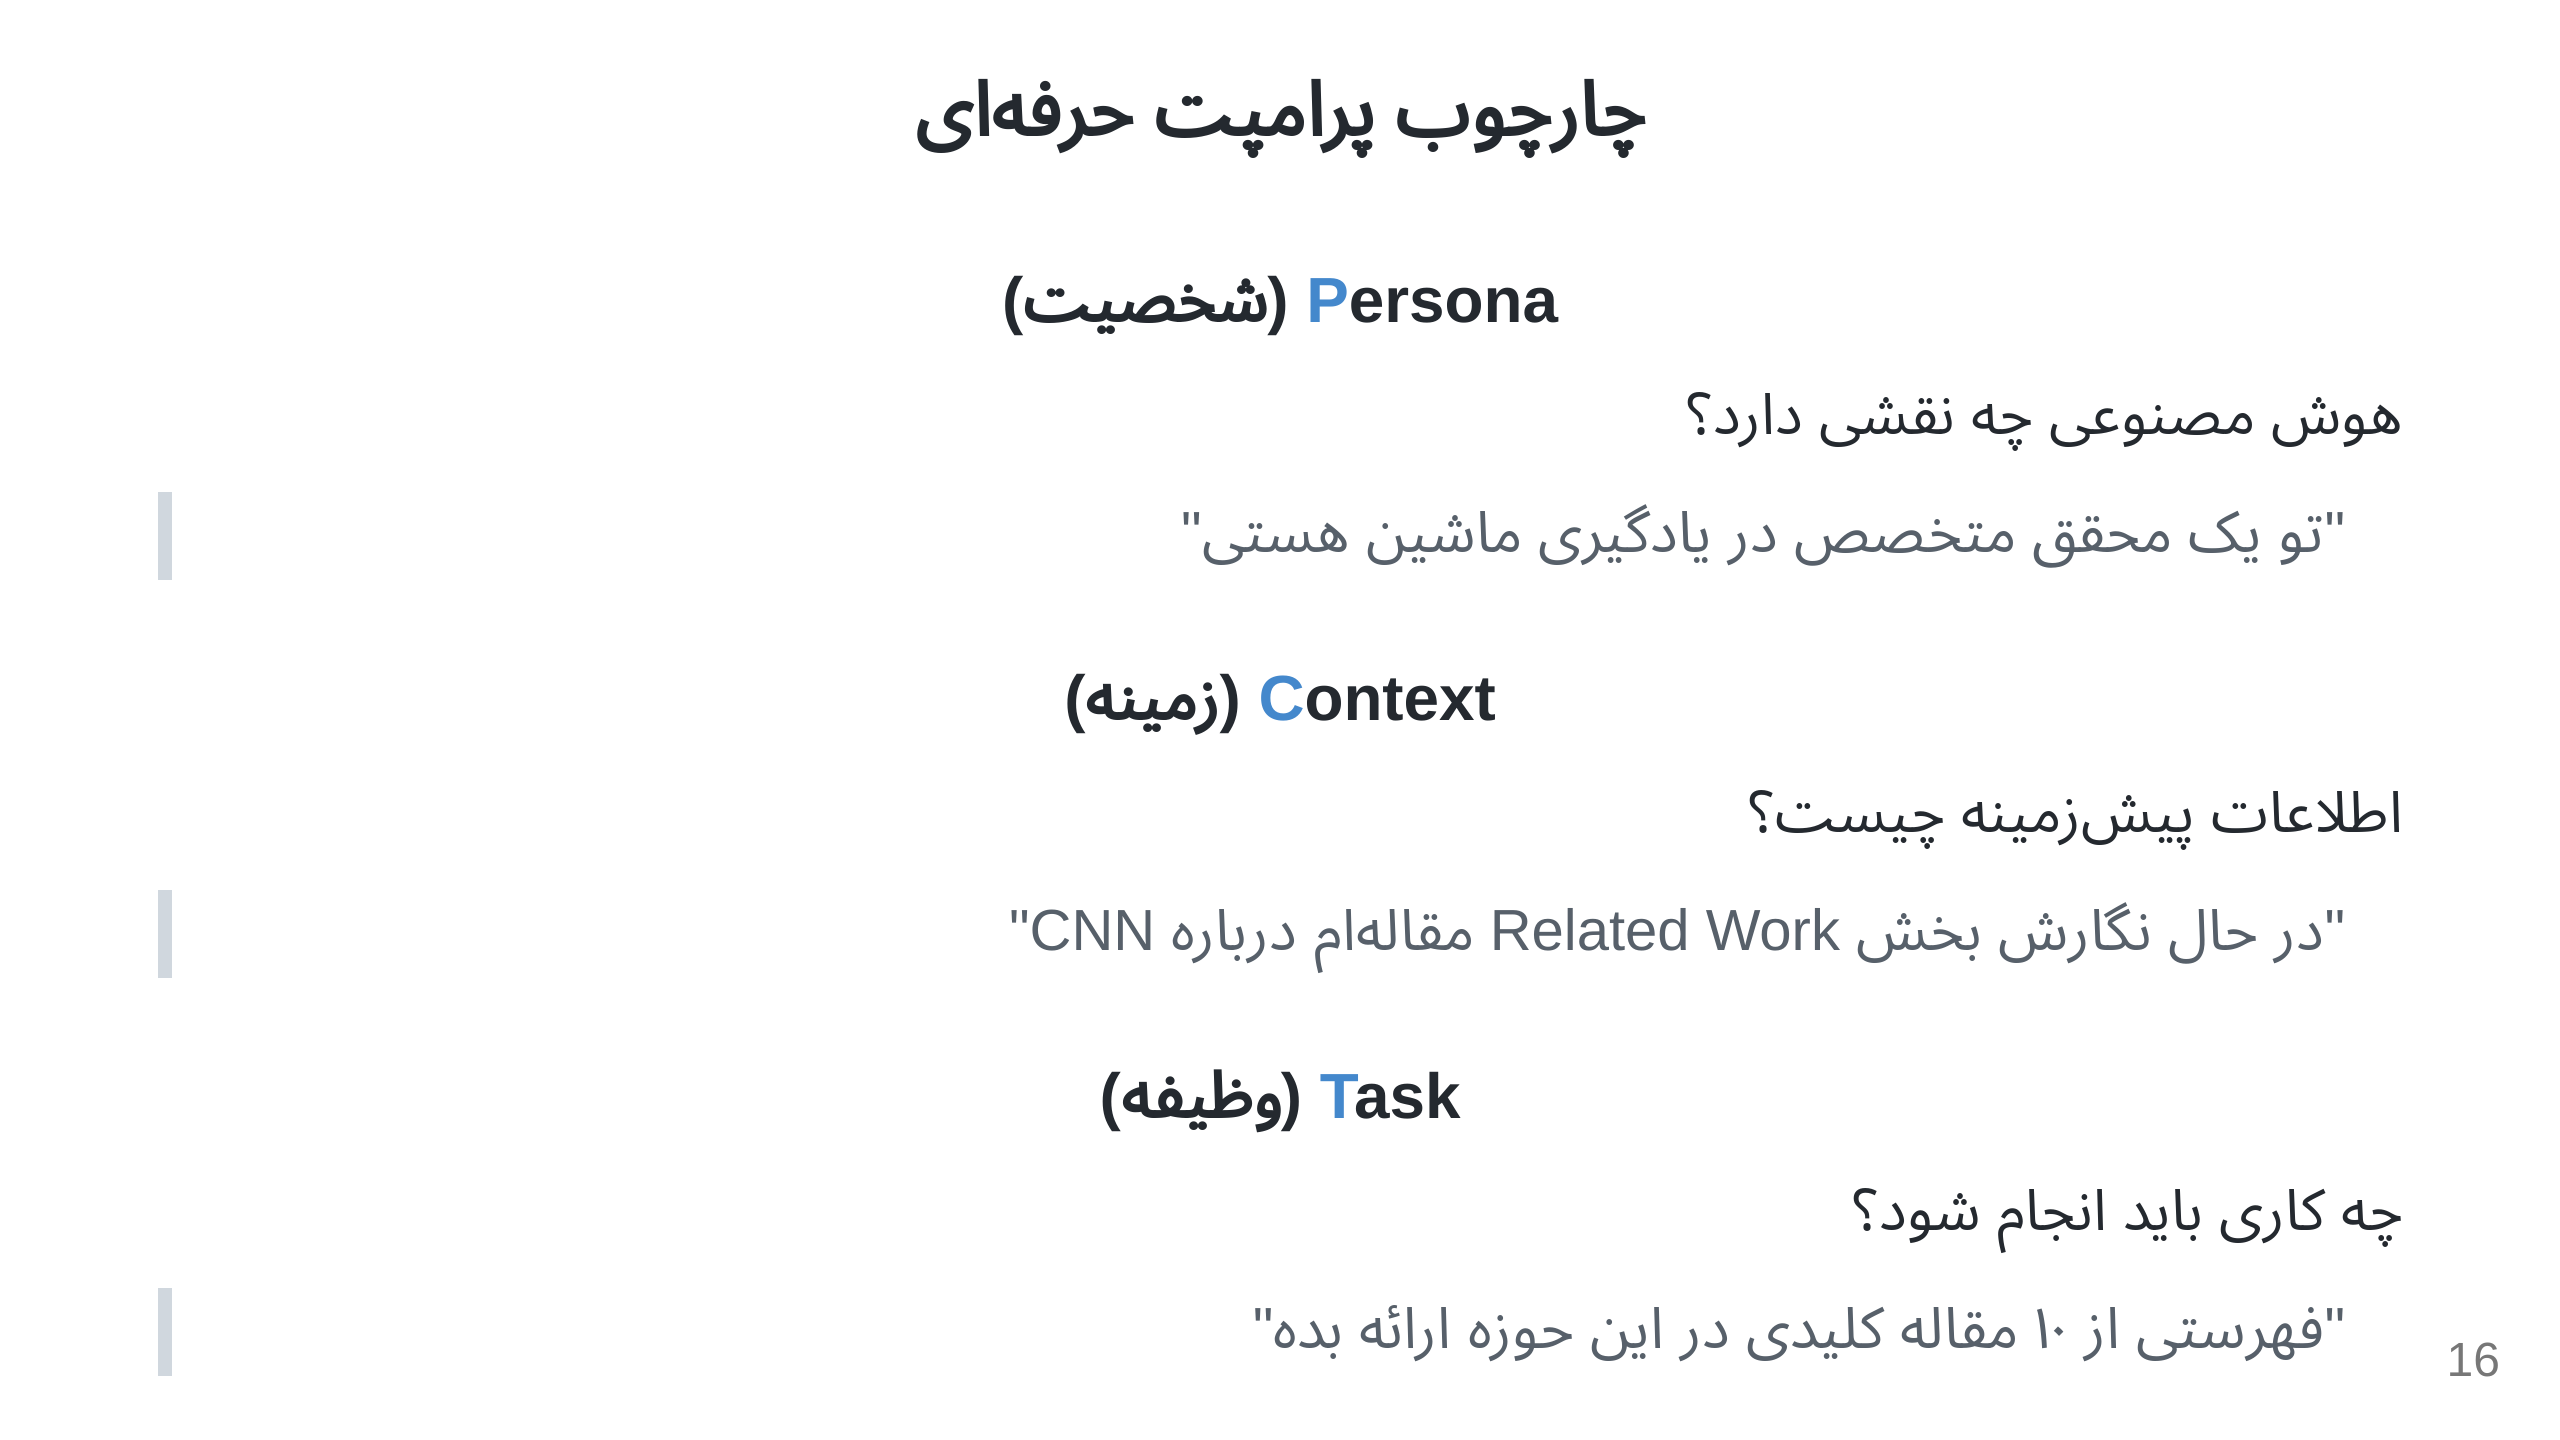 چارچوب پرامپت حرفه‌ای
Persona (شخصیت)
هوش مصنوعی چه نقشی دارد؟
"تو یک محقق متخصص در یادگیری ماشین هستی"
Context (زمینه)
اطلاعات پیش‌زمینه چیست؟
"در حال نگارش بخش Related Work مقاله‌ام درباره CNN"
Task (وظیفه)
چه کاری باید انجام شود؟
"فهرستی از ۱۰ مقاله کلیدی در این حوزه ارائه بده"
16